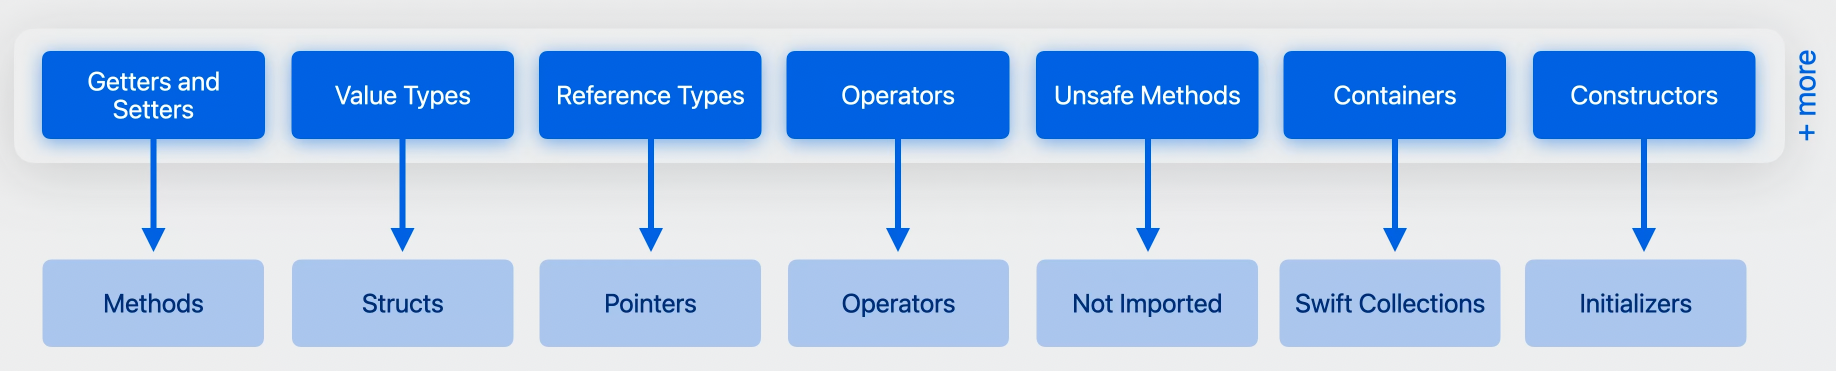 Getters and
Setters
Value Types
Reference Types
Operators
Unsafe Methods
Containers
Constructors
+ more
Methods
Structs
Pointers
Operators
Not Imported
Swift Collections
Initializers